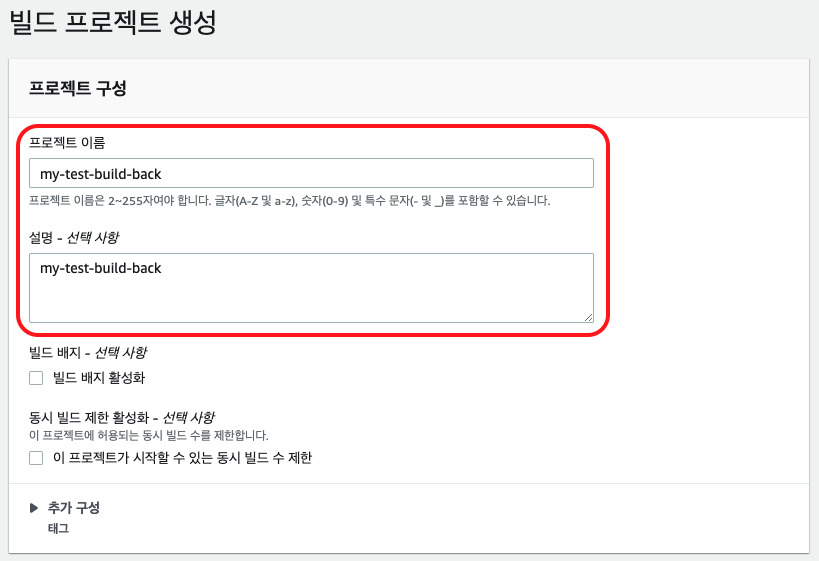 빌드 프로젝트 생성
프로젝트 구성
프로젝트 이름
my-test-build-back
프로젝트 이름은 2~255자여야 합니다. 글자(A-Z 및 a-z), 숫자(0-9) 및 특수 문자(- 및 _)를 포함할 수 있습니다.
설명 - 선택 사항
my-test-build-back
빌드 배지 - 선택 사항
빌드 배지 활성화
동시 빌드 제한 활성화 - 선택 사항
이 프로젝트에 허용되는 동시 빌드 수를 제한합니다.
이 프로젝트가 시작할 수 있는 동시 빌드 수 제한
추가 구성
태그